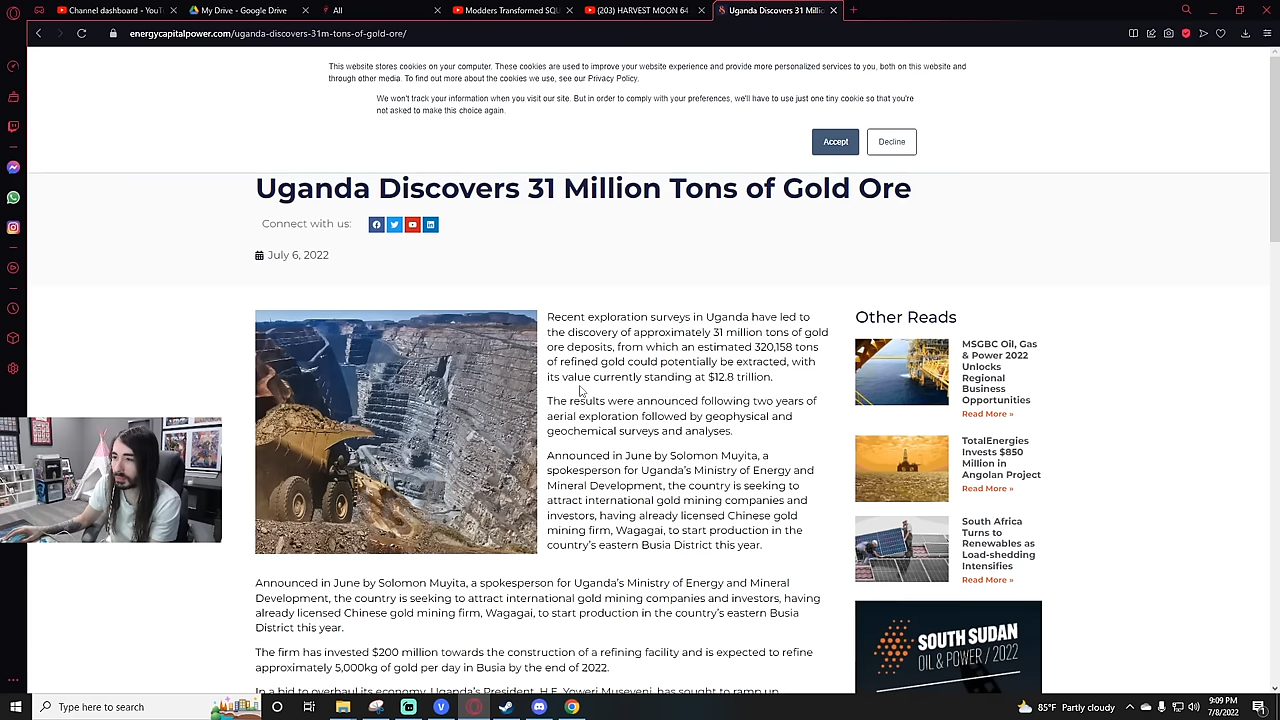 Channel dashboard - YouT
My Drive - Google Drive
All
Modders Transformed SQU
(203) HARVEST MOON 64
Uganda Discovers 31 Millio
energycapitalpower.com/uganda-discovers-31m-tons-of-gold-ore/
This website stores cookies on your computer. These cookies are used to improve your website experience and provide more personalized services to you, both on this website and
through other media. To find out more about the cookies we use, see our Privacy Policy.
We won't track your information when you visit our site. But in order to comply with your preferences, we'll have to use just one tiny cookie so that you're
not asked to make this choice again.
Accept
Decline
Uganda Discovers 31 Million Tons of Gold Ore
Connect with us:
July 6, 2022
Recent exploration surveys in Uganda have led to
the discovery of approximately 31 million tons of gold
ore deposits, from which an estimated 320,158 tons
of refined gold could potentially be extracted, with
its value currently standing at $12.8 trillion.
The results were announced following two years of
aerial exploration followed by geophysical and
geochemical surveys and analyses.
Announced in June by Solomon Muyita, a
spokesperson for Uganda's Ministry of Energy and
Mineral Development, the country is seeking to
attract international gold mining companies and
investors, having already licensed Chinese gold
mining firm, Wagagai, to start production in the
country's eastern Busia District this year.
Announced in June by Solomon Muyita, a spokesperson for Uganda's Ministry of Energy and Mineral
Development, the country is seeking to attract international gold mining companies and investors, having
already licensed Chinese gold mining firm, Wagagai, to start production in the country's eastern Busia
District this year.
The firm has invested $200 million towards the construction of a refining facility and is expected to refine
approximately 5,000kg of gold per day in Busia by the end of 2022.
In a bid to overhaul its economy, Uganda's President, H.E. Yoweri Museveni, has sought to ramp up
Other Reads
MSGBC Oil, Gas
& Power 2022
Unlocks
Regional
Business
Opportunities
Read More »
TotalEnergies
Invests $850
Million in
Angolan Project
Read More »
South Africa
Turns to
Renewables as
Load-shedding
Intensifies
Read More »
SOUTH SUDAN
OIL & POWER / 2022
Type here to search
85°F Partly cloudy
9:09 PM
7/8/2022